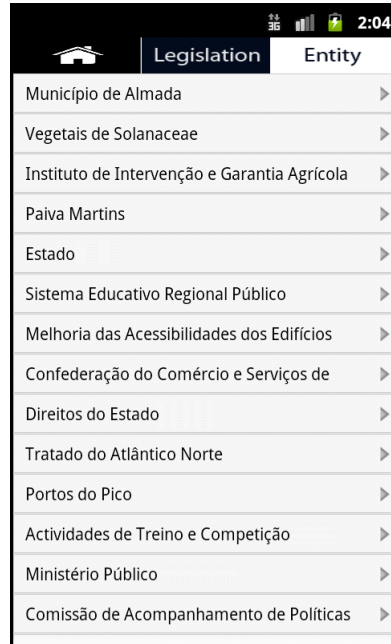 3G 2:04
Legislation Entity
Município de Almada
Vegetais de Solanaceae
Instituto de Intervenção e Garantia Agrícola
Paiva Martins
Estado
Sistema Educativo Regional Público
Melhoria das Acessibilidades dos Edifícios
Confederação do Comércio e Serviços de
Direitos do Estado
Tratado do Atlântico Norte
Portos do Pico
Actividades de Treino e Competição
Ministério Público
Comissão de Acompanhamento de Políticas